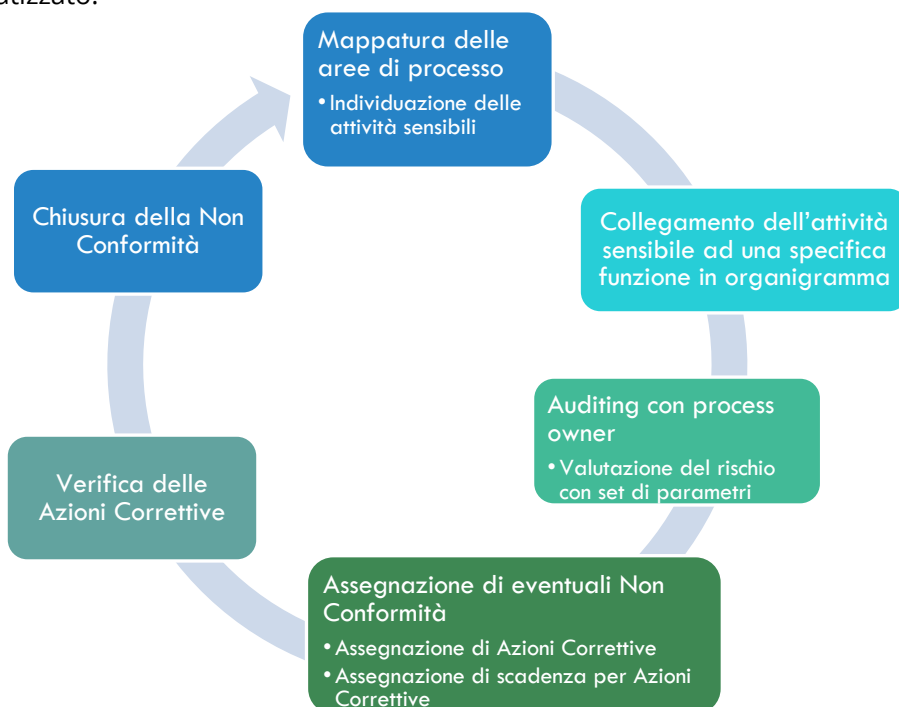 Mappatura delle
aree di processo
• Individuazione delle
attività sensibili
Collegamento dell'attività
sensibile ad una specifica
funzione in organigramma
Auditing con process
owner
• Valutazione del rischio
con set di parametri
Assegnazione di eventuali Non
Conformità
• Assegnazione di Azioni Correttive
• Assegnazione di scadenza per Azioni
Correttive
Verifica delle
Azioni Correttive
Chiusura della Non
Conformità